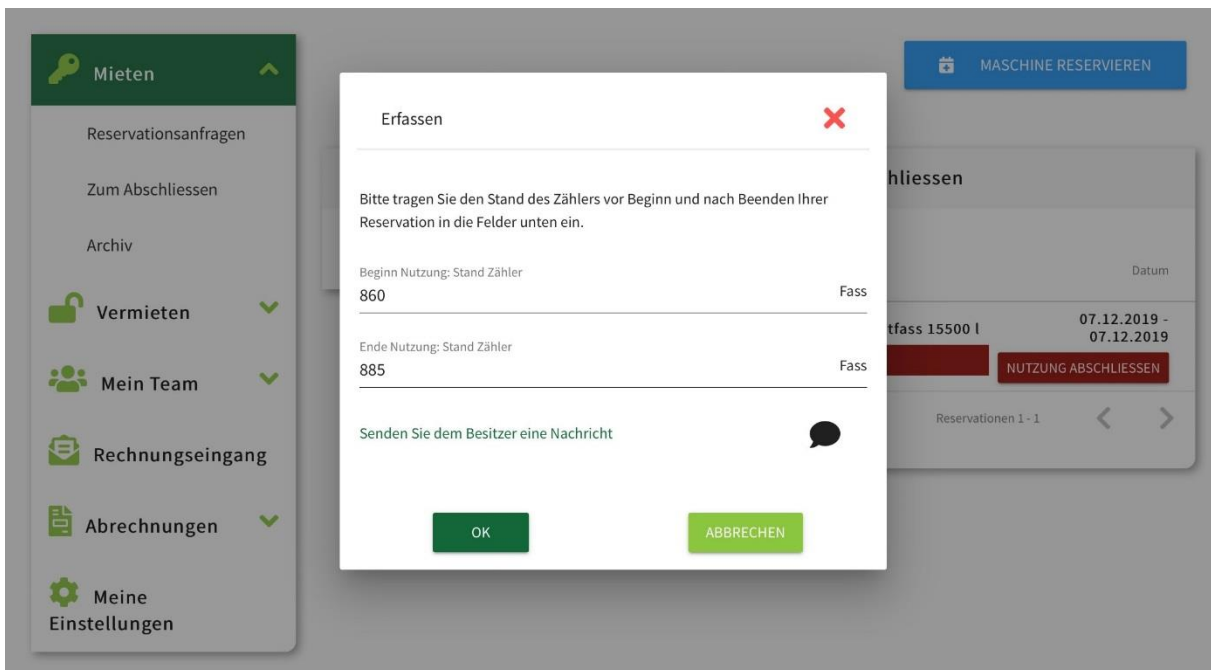 Mieten
Reservationsanfragen
Zum Abschliessen
Archiv
Vermieten
Mein Team
Rechnungseingang
Abrechnungen
Meine
Einstellungen
MASCHINE RESERVIEREN
Erfassen
Bitte tragen Sie den Stand des Zählers vor Beginn und nach Beenden Ihrer
Reservation in die Felder unten ein.
Beginn Nutzung: Stand Zähler
860 Fass
Ende Nutzung: Stand Zähler
885 Fass
Senden Sie dem Besitzer eine Nachricht
OK ABBRECHEN
hliessen
Datum
tfass 15500 l
07.12.2019 -
07.12.2019
NUTZUNG ABSCHLIESSEN
Reservationen 1 - 1